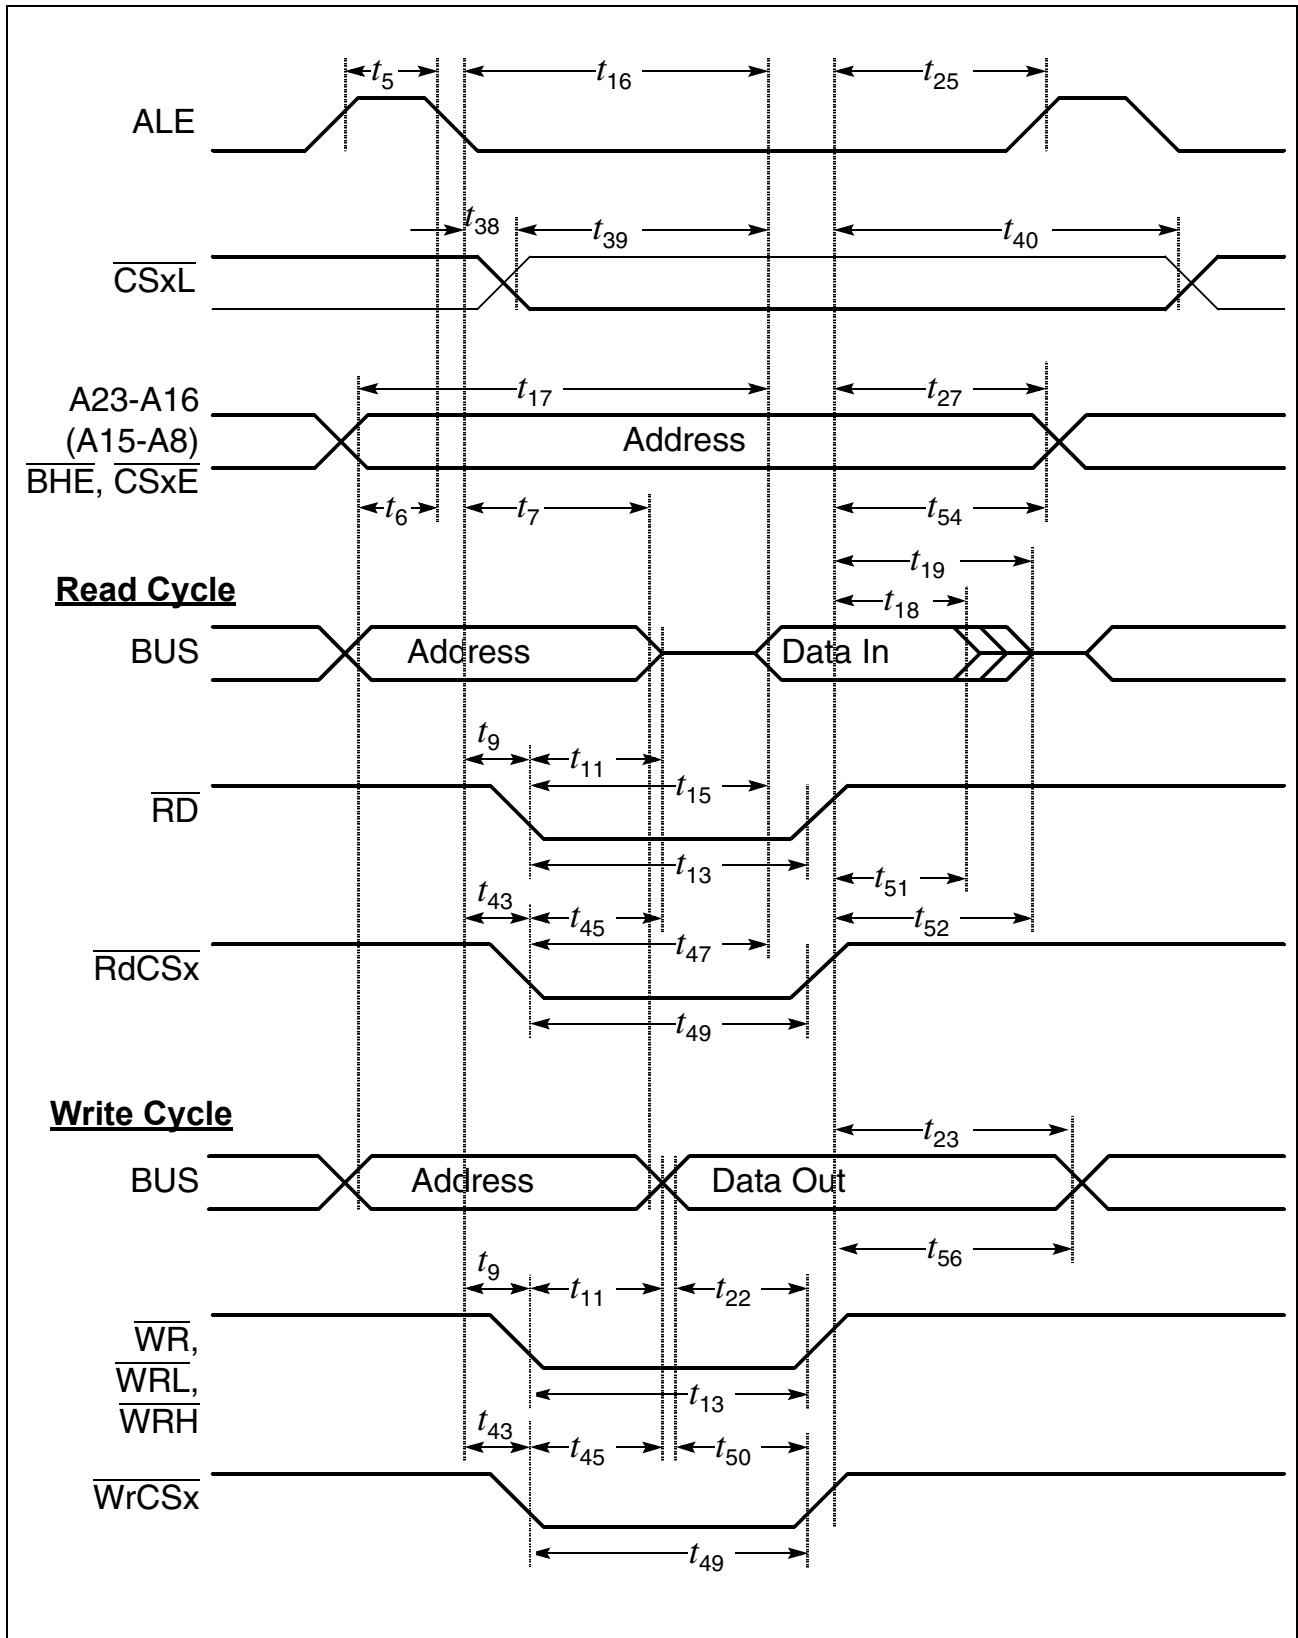 t5 t16 t25
ALE
t38 t39 t40
CSxL
t17 t27
A23-A16
(A15-A8)
Address
BHE, CSxE
t6 t7 t54
t19
Read Cycle
t18
BUS Address Data In
t9 t11
t15
RD
t13
t51
t43 t45 t52
t47
RdCSx
t49
Write Cycle
t23
BUS Address Data Out
t56
t9 t11 t22
WR,
WRL,
t13
WRH
t43 t45 t50
WrCSx
t49